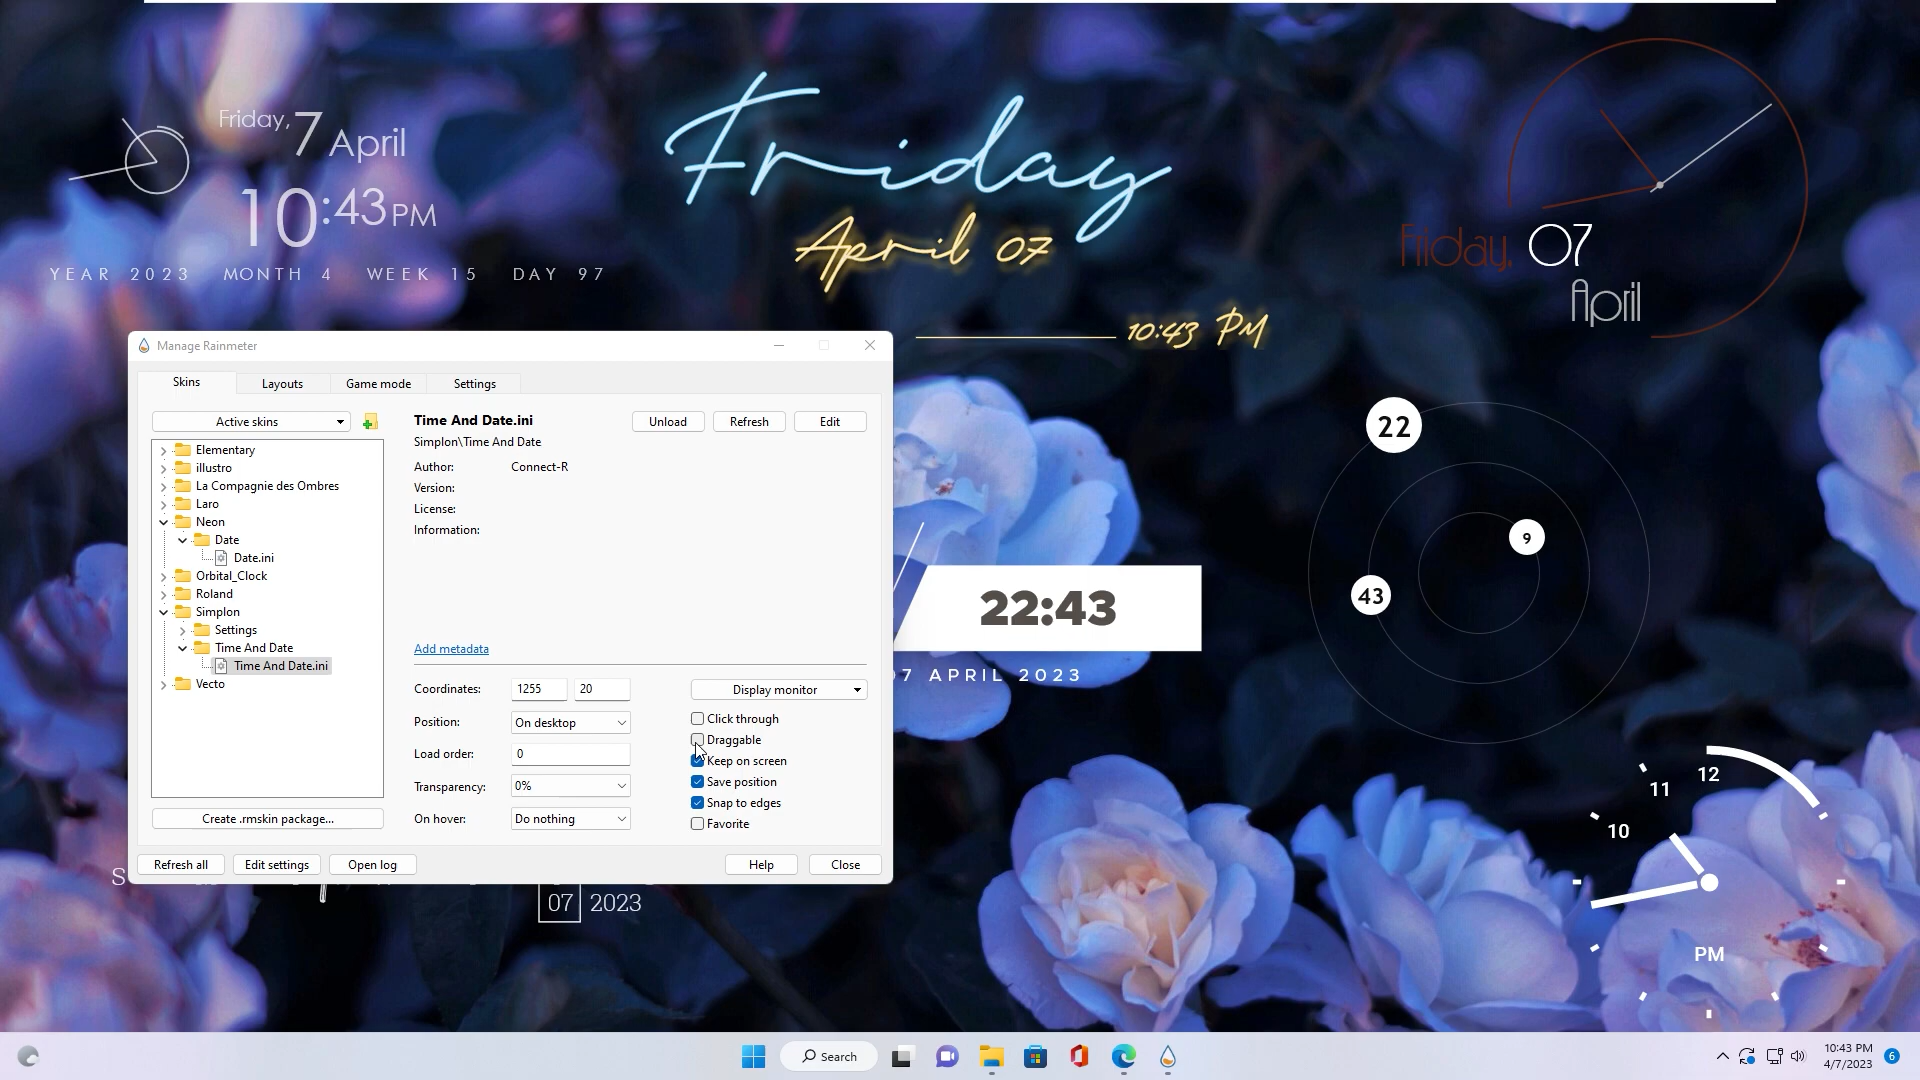 Friday, 7 April
10:43 PM
YEAR 2023 MONTH 4 WEEK 15 DAY 97
Friday
April 07
10:43 PM
Friday, 07
April
Manage Rainmeter
Skins
Layouts
Game mode
Settings
Active skins
Elementary
illustro
La Compagnie des Ombres
Laro
Neon
Date
Date.ini
Orbital_Clock
Roland
Simplon
Settings
Time And Date
Time And Date.ini
Vecto
Create .rmskin package...
Time And Date.ini
Unload
Refresh
Edit
Simplon\Time And Date
Author: Connect-R
Version:
License:
Information:
Add metadata
Coordinates: 1255 20
Position: On desktop
Load order: 0
Transparency: 0%
On hover: Do nothing
Display monitor
Click through
Draggable
Keep on screen
Save position
Snap to edges
Favorite
Refresh all
Edit settings
Open log
Help
Close
22:43
07 APRIL 2023
22
9
43
07 2023
12
11
10
PM
Search
10:43 PM
4/7/2023
6